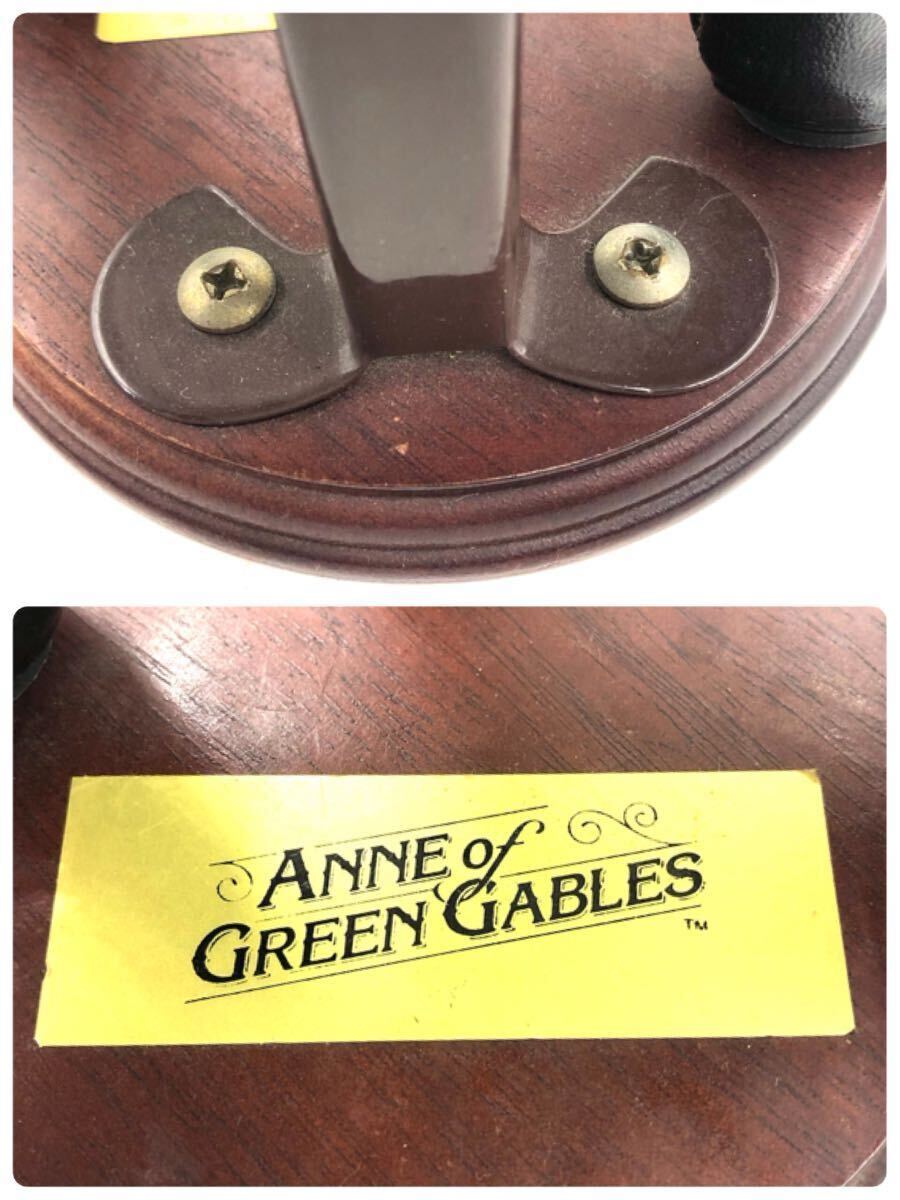 ANNE of
GREEN GABLES
TM